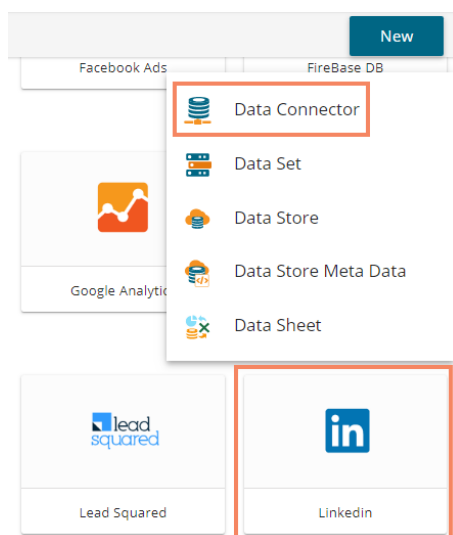 New
Facebook Ads
FireBase DB
Data Connector
Data Set
Data Store
Data Store Meta Data
Data Sheet
Google Analytic
lead
squared
in
Lead Squared
Linkedin